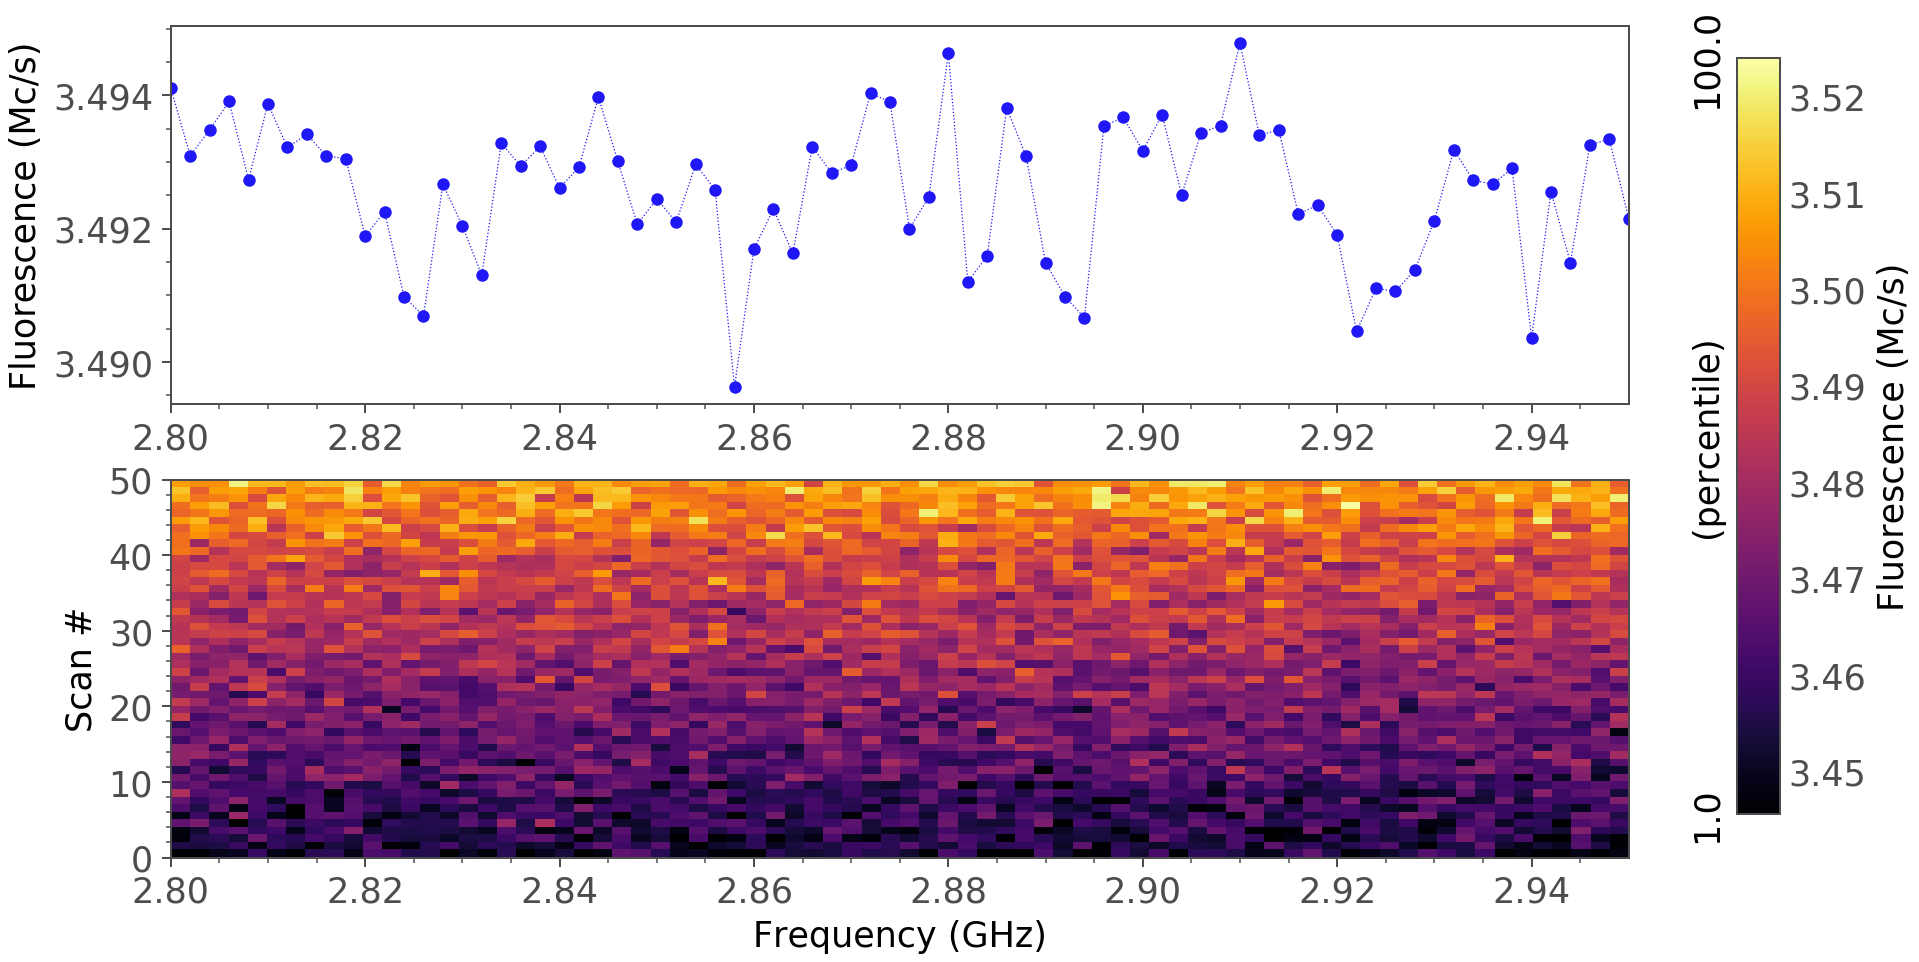 Fluorescence (Mc/s)
3.494
3.492
3.490
2.80 2.82 2.84 2.86 2.88 2.90 2.92 2.94
Scan #
50
40
30
20
10
0
2.80 2.82 2.84 2.86 2.88 2.90 2.92 2.94
Frequency (GHz)
100.0
(percentile)
1.0
3.52
3.51
3.50
3.49
3.48
3.47
3.46
3.45
Fluorescence (Mc/s)